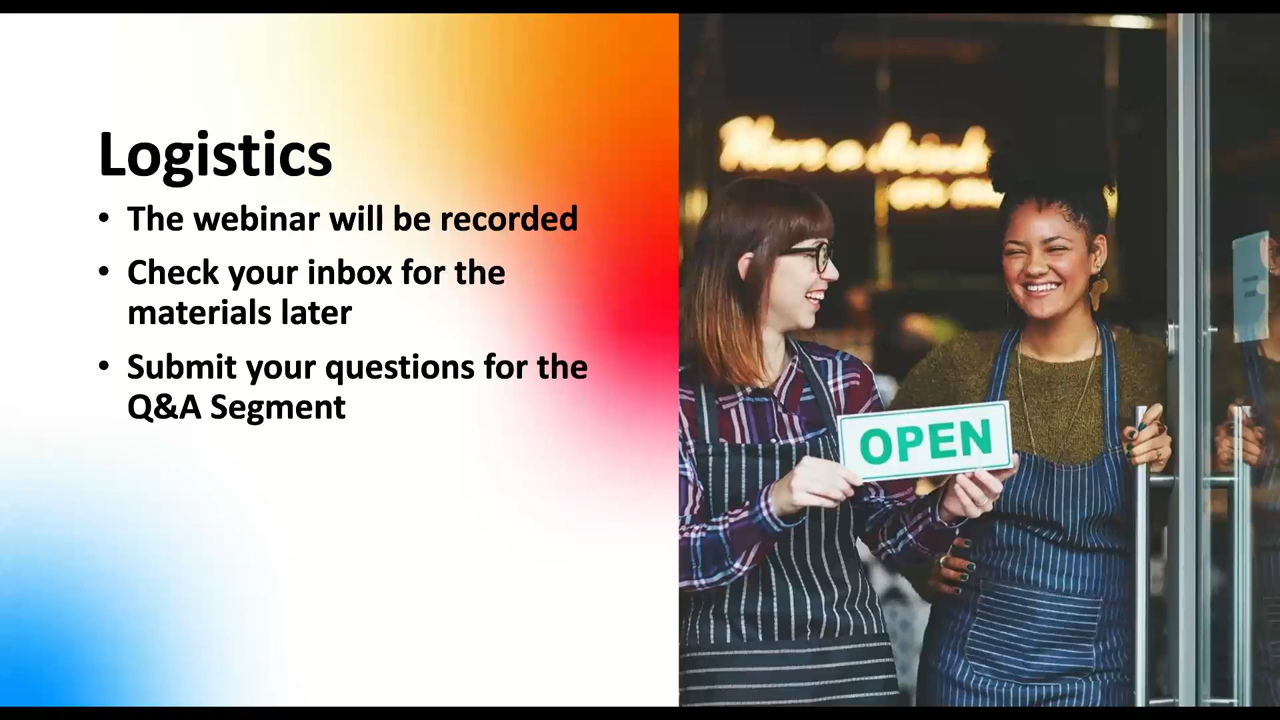 Logistics
• The webinar will be recorded
• Check your inbox for the
materials later
• Submit your questions for the
Q&A Segment
OPEN